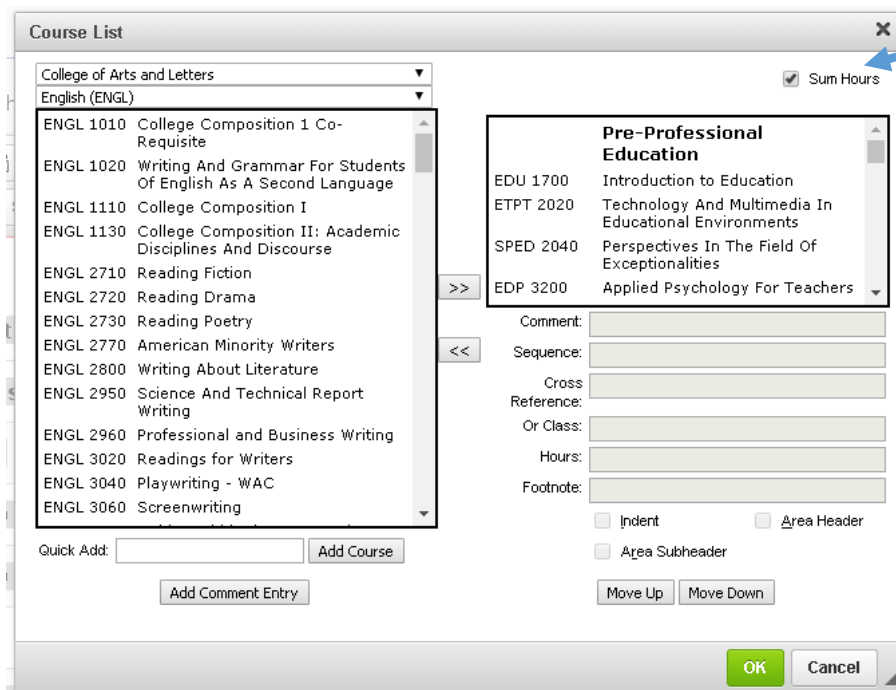 Course List
College of Arts and Letters
English (ENGL)
Sum Hours
ENGL 1010 College Composition 1 Co-
Requisite
ENGL 1020 Writing And Grammar For Students
Of English As A Second Language
ENGL 1110 College Composition I
ENGL 1130 College Composition II: Academic
Disciplines And Discourse
ENGL 2710 Reading Fiction
ENGL 2720 Reading Drama
ENGL 2730 Reading Poetry
ENGL 2770 American Minority Writers
ENGL 2800 Writing About Literature
ENGL 2950 Science And Technical Report
Writing
ENGL 2960 Professional and Business Writing
ENGL 3020 Readings for Writers
ENGL 3040 Playwriting - WAC
ENGL 3060 Screenwriting
>>
<<
Pre-Professional
Education
EDU 1700 Introduction to Education
ETPT 2020 Technology And Multimedia In
Educational Environments
SPED 2040 Perspectives In The Field Of
Exceptionalities
EDP 3200 Applied Psychology For Teachers
Comment:
Sequence:
Cross
Reference:
Or Class:
Hours:
Footnote:
Indent Area Header
Area Subheader
Quick Add: Add Course
Add Comment Entry
Move Up Move Down
OK Cancel